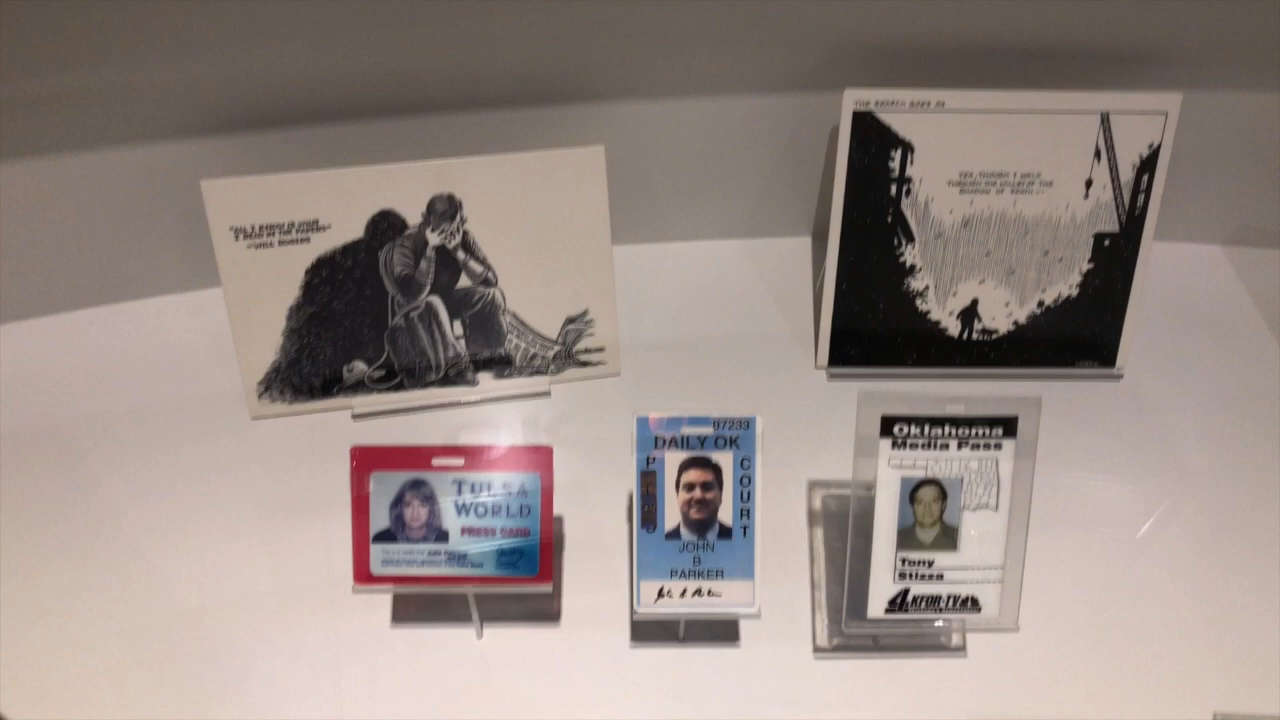 "ALL I KNOW IS WHAT
I READ IN THE PAPERS"
—WILL ROGERS
THE SEARCH GOES ON
YEA, THOUGH I WALK
THROUGH THE VALLEY OF THE
SHADOW OF DEATH...
TULSA
WORLD
PRESS CARD
07233
DAILY OK
P
COURT
JOHN
B
PARKER
Oklahoma
Media Pass
Tony
Stizza
4 KFOR-TV